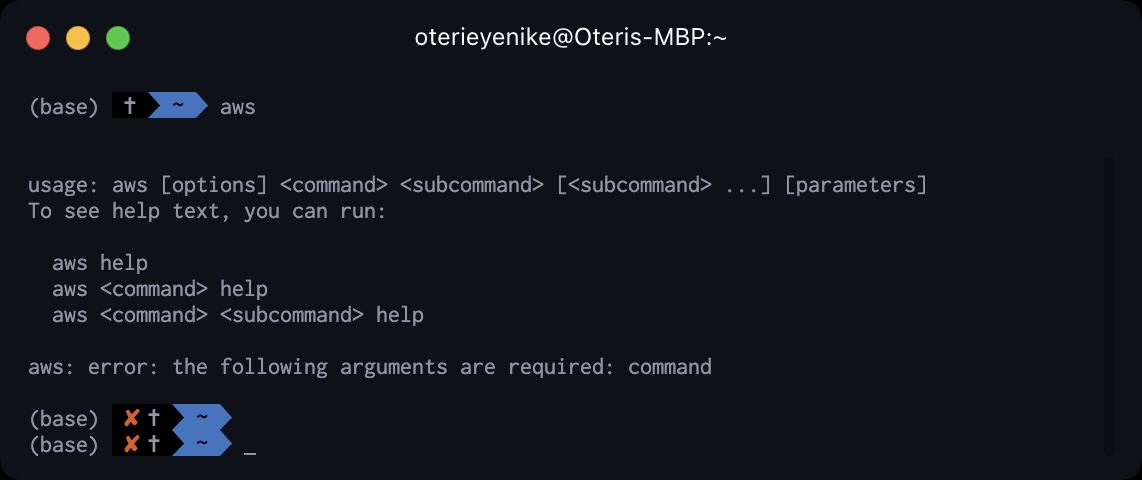 oterieyenike@Oteris-MBP:~
(base) † ~ aws
usage: aws [options] <command> <subcommand> [<subcommand> ...] [parameters]
To see help text, you can run:
aws help
aws <command> help
aws <command> <subcommand> help
aws: error: the following arguments are required: command
(base) ✘ † ~
(base) ✘ † ~ _